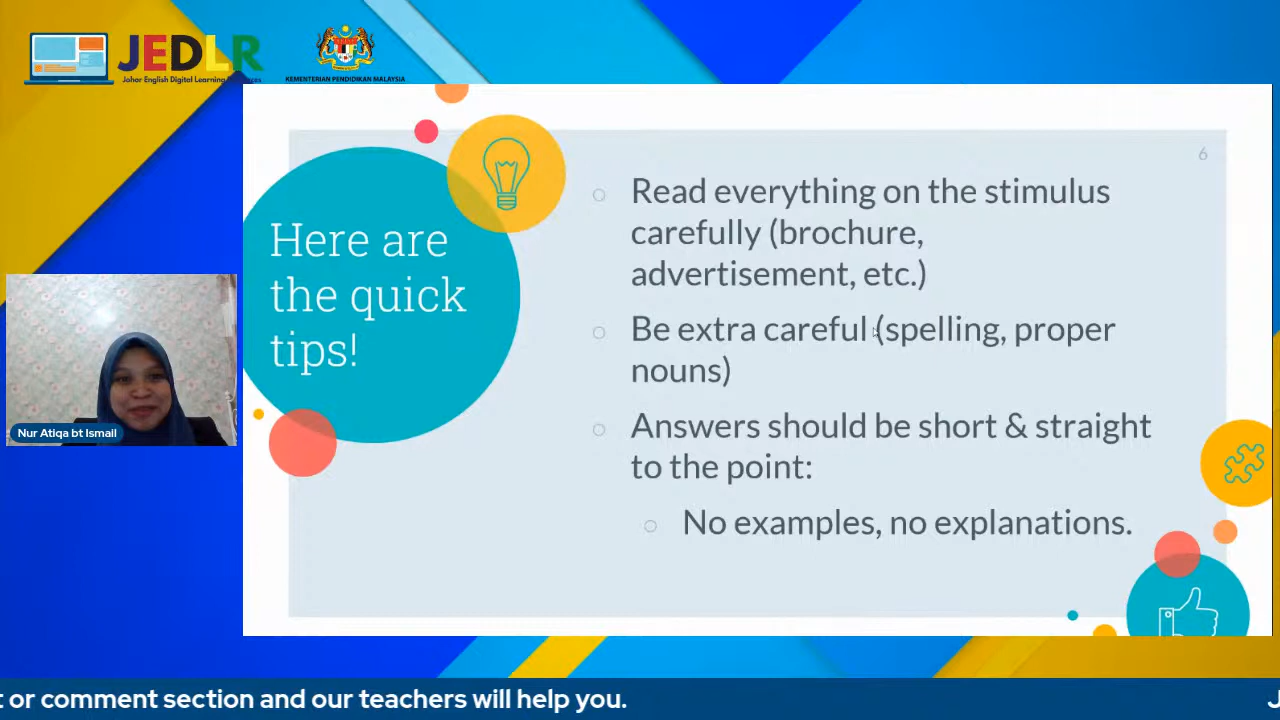 JEDLR
Johor English Digital Learning
KEMENTERIAN PENDIDIKAN MALAYSIA
6
Here are
the quick
tips!
Read everything on the stimulus
carefully (brochure,
advertisement, etc.)
Be extra careful (spelling, proper
nouns)
Answers should be short & straight
to the point:
No examples, no explanations.
Nur Atiqa bt Ismail
or comment section and our teachers will help you.